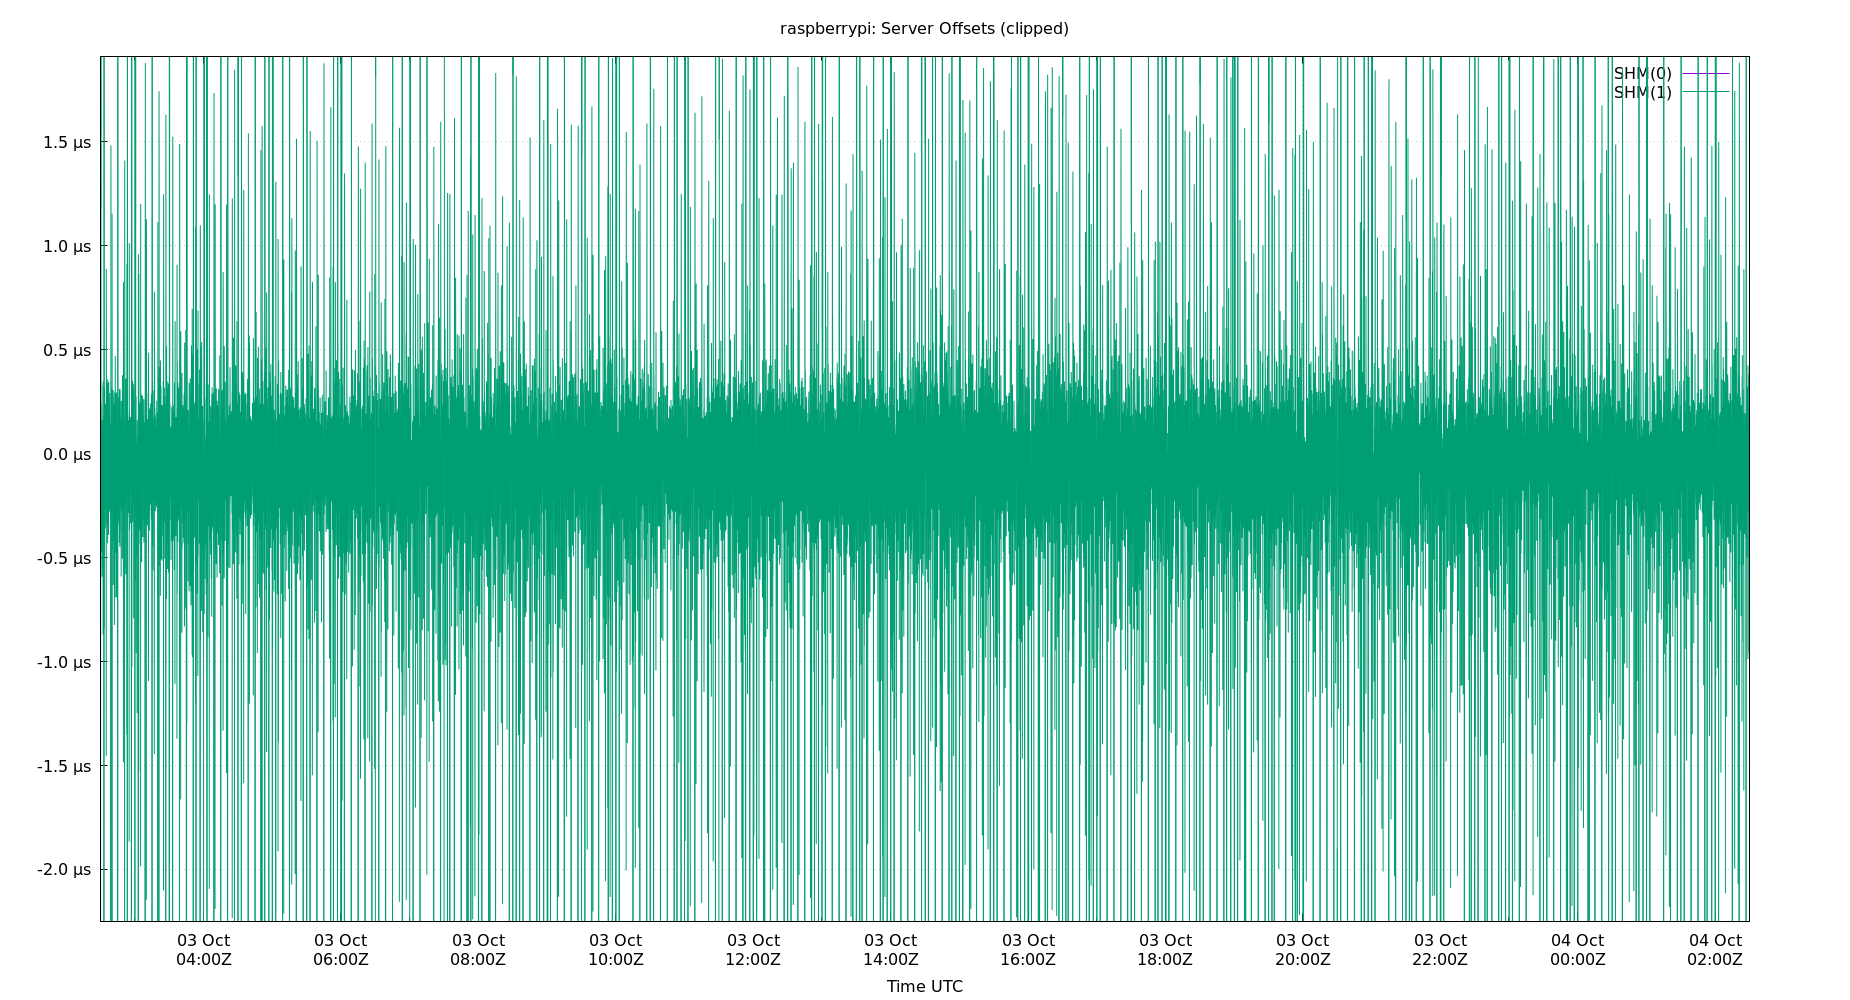 raspberrypi: Server Offsets (clipped)
SHM(0)
SHM(1)
1.5 µs
1.0 µs
0.5 µs
0.0 µs
-0.5 µs
-1.0 µs
-1.5 µs
-2.0 µs
03 Oct 03 Oct 03 Oct 03 Oct 03 Oct 03 Oct 03 Oct 03 Oct 03 Oct 03 Oct 04 Oct 04 Oct
04:00Z 06:00Z 08:00Z 10:00Z 12:00Z 14:00Z 16:00Z 18:00Z 20:00Z 22:00Z 00:00Z 02:00Z
Time UTC